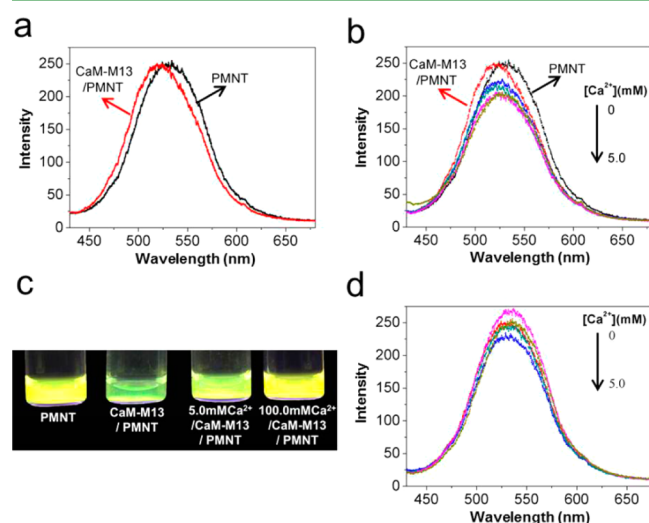 a
250
200
150
100
50
0
450 500 550 600 650
Intensity
Wavelength (nm)
CaM-M13
/PMNT
PMNT
b
250
200
150
100
50
0
450 500 550 600 650
Intensity
Wavelength (nm)
CaM-M13
/PMNT
PMNT
[Ca²⁺](mM)
0
5.0
c
PMNT
CaM-M13
/ PMNT
5.0mMCa²⁺
/CaM-M13
/ PMNT
100.0mMCa²⁺
/CaM-M13
/ PMNT
d
250
200
150
100
50
0
450 500 550 600 650
Intensity
Wavelength (nm)
[Ca²⁺](mM)
0
5.0